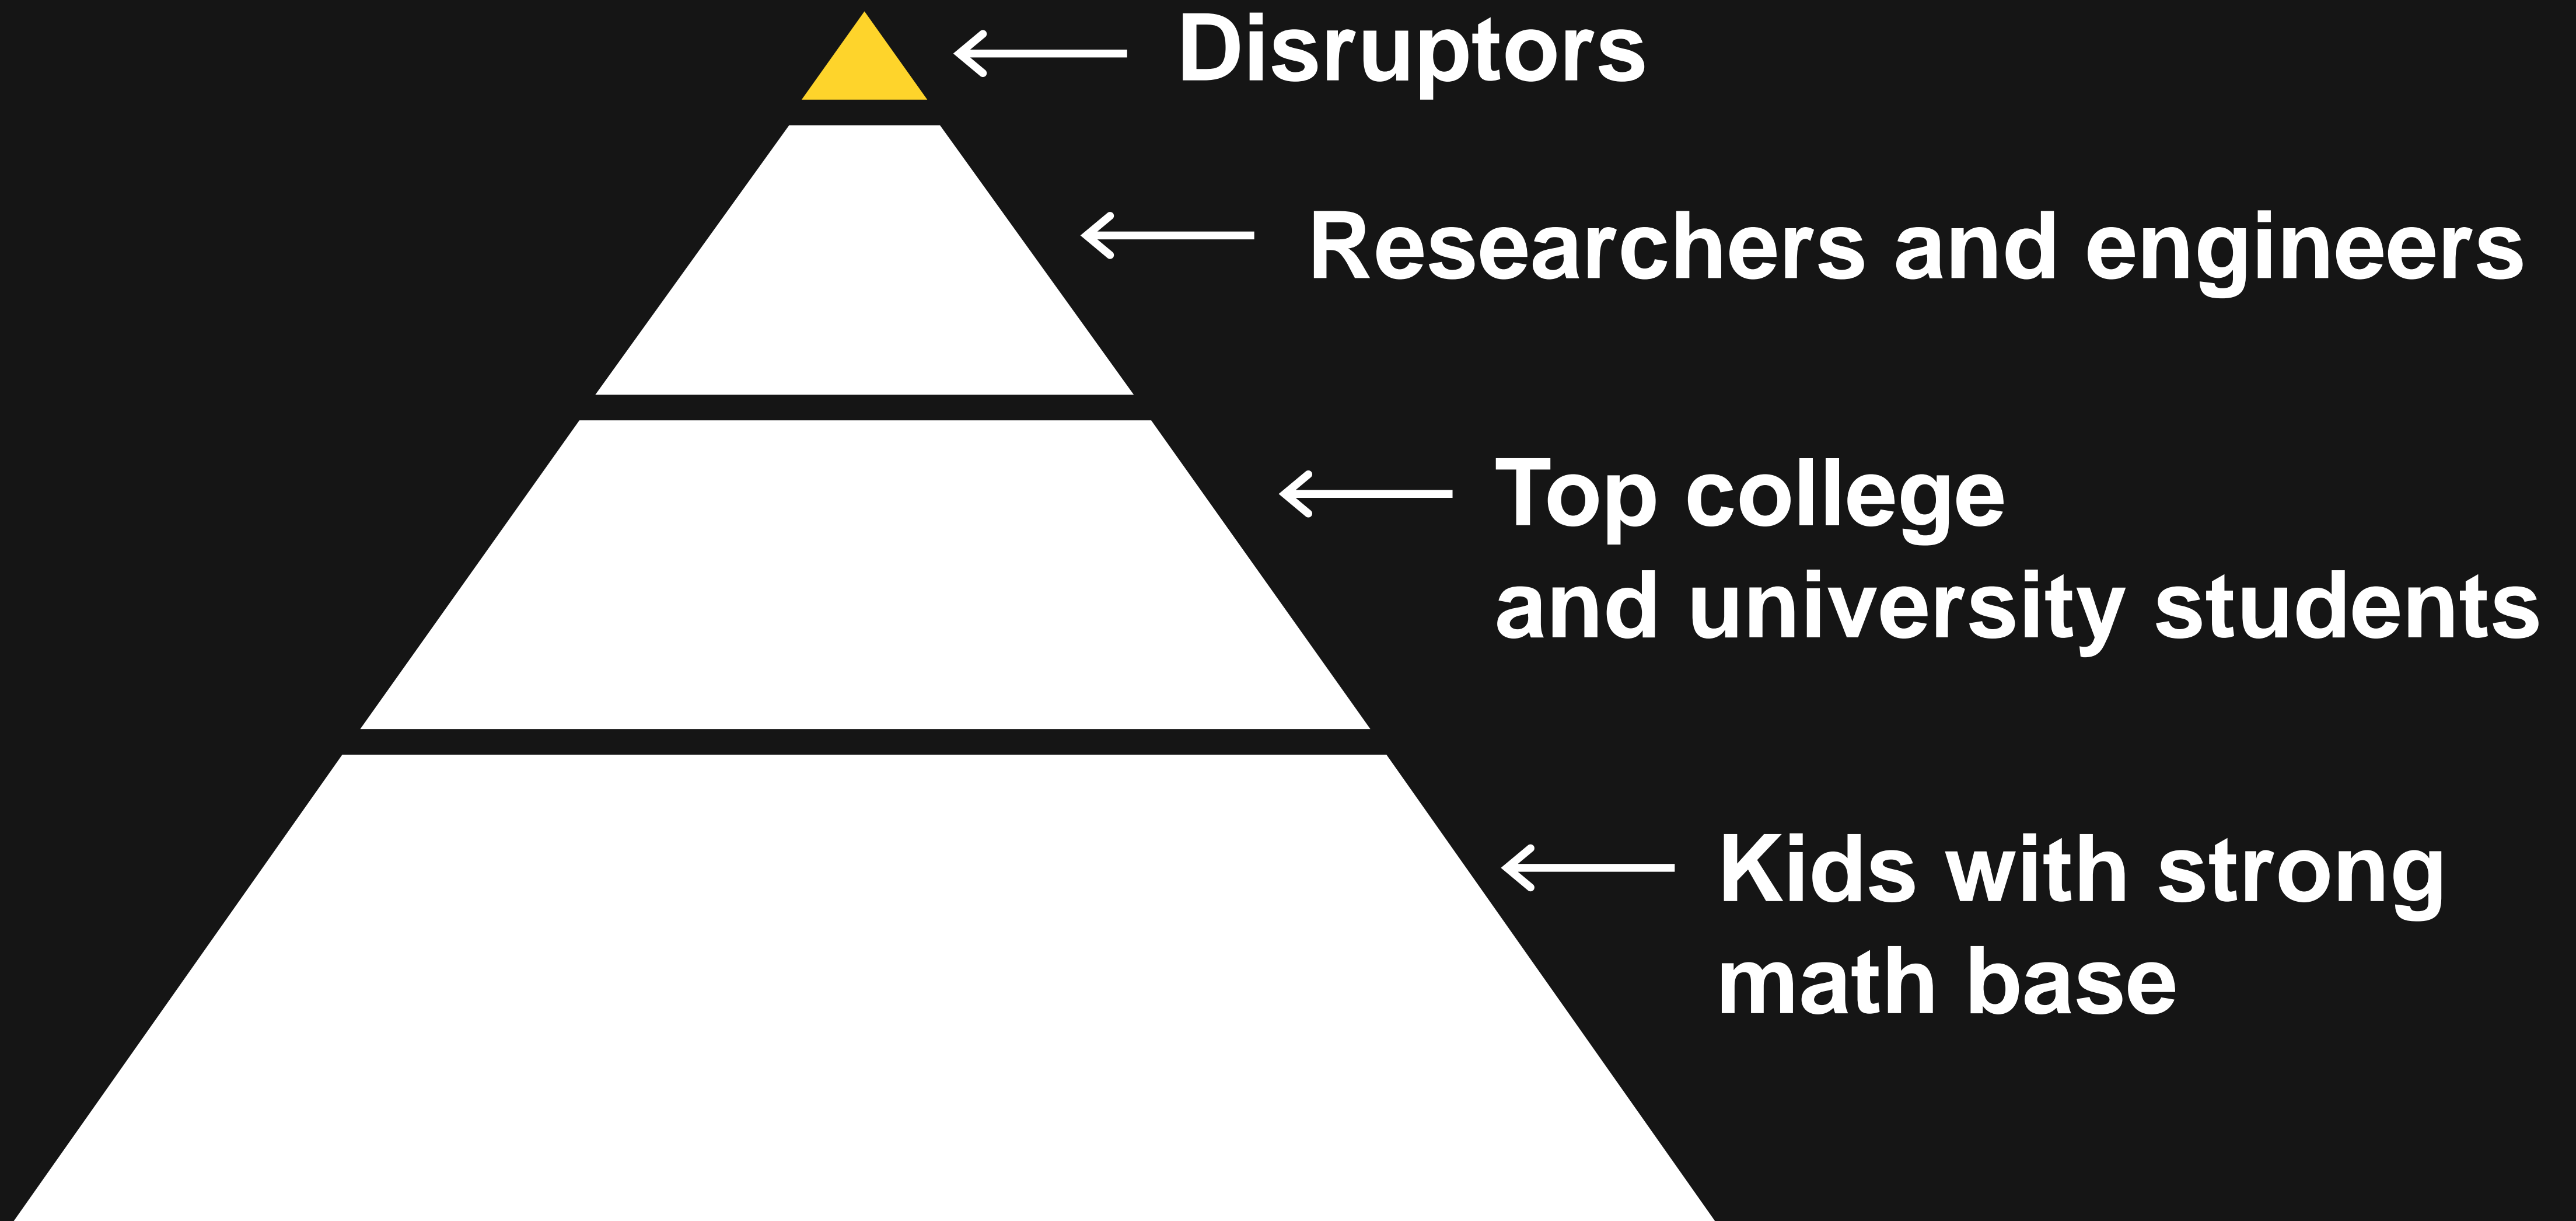 Disruptors
Researchers and engineers
Top college
and university students
Kids with strong
math base